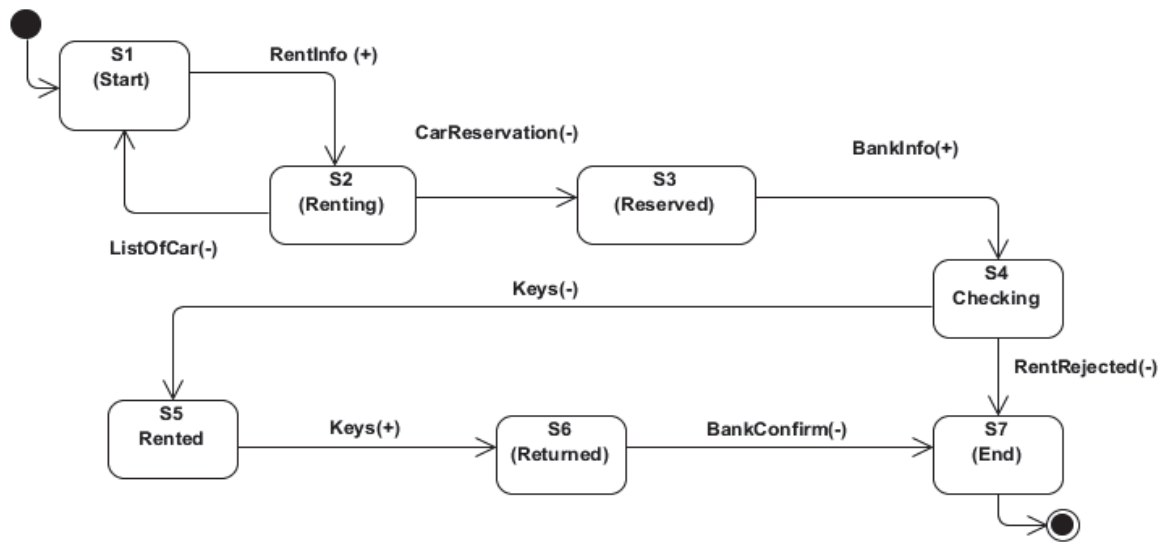 S1
(Start)
RentInfo (+)
CarReservation(-)
BankInfo(+)
S2
(Renting)
S3
(Reserved)
ListOfCar(-)
S4
Checking
Keys(-)
RentRejected(-)
S5
Rented
Keys(+)
S6
(Returned)
BankConfirm(-)
S7
(End)